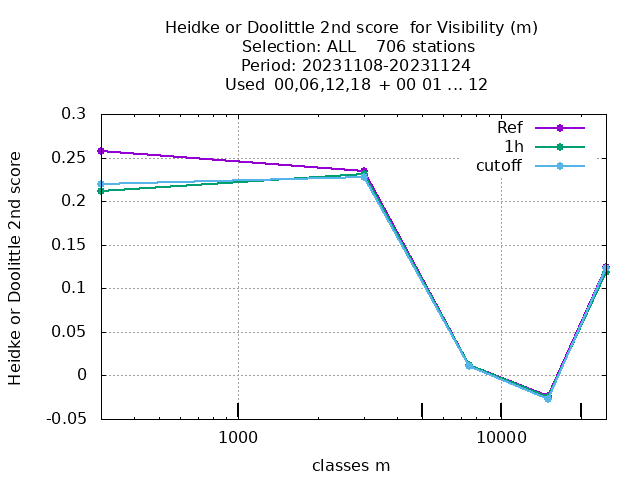 Heidke or Doolittle 2nd score  for Visibility (m)
Selection: ALL    706 stations
Period: 20231108-20231124
Used  00,06,12,18 + 00 01 ... 12
Heidke or Doolittle 2nd score
0.3
0.25
0.2
0.15
0.1
0.05
0
-0.05
Ref
1h
cutoff
1000
10000
classes m